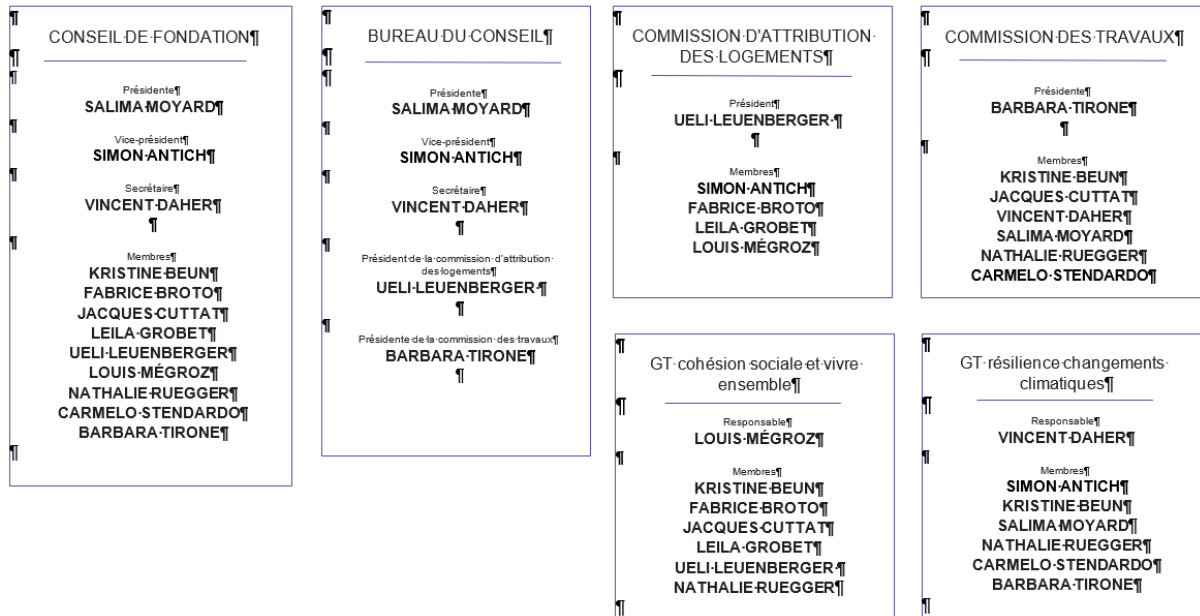 CONSEIL DE FONDATION
Présidente
SALIMA MOYARD
Vice-président
SIMON ANTICH
Secrétaire
VINCENT DAHER
Membres
KRISTINE BEUN
FABRICE BROTO
JACQUES CUTTAT
LEILA GROBET
UELI LEUENBERGER
LOUIS MÉGROZ
NATHALIE RUEGGER
CARMELO STENDARDO
BARBARA TIRONE
BUREAU DU CONSEIL
Présidente
SALIMA MOYARD
Vice-président
SIMON ANTICH
Secrétaire
VINCENT DAHER
Président de la commission d'attribution
des logements
UELI LEUENBERGER
Présidente de la commission des travaux
BARBARA TIRONE
COMMISSION D'ATTRIBUTION
DES LOGEMENTS
Président
UELI LEUENBERGER
Membres
SIMON ANTICH
FABRICE BROTO
LEILA GROBET
LOUIS MÉGROZ
COMMISSION DES TRAVAUX
Présidente
BARBARA TIRONE
Membres
KRISTINE BEUN
JACQUES CUTTAT
VINCENT DAHER
SALIMA MOYARD
NATHALIE RUEGGER
CARMELO STENDARDO
GT cohésion sociale et vivre
ensemble
Responsable
LOUIS MÉGROZ
Membres
KRISTINE BEUN
FABRICE BROTO
JACQUES CUTTAT
LEILA GROBET
UELI LEUENBERGER
NATHALIE RUEGGER
GT résilience changements
climatiques
Responsable
VINCENT DAHER
Membres
SIMON ANTICH
KRISTINE BEUN
SALIMA MOYARD
NATHALIE RUEGGER
CARMELO STENDARDO
BARBARA TIRONE